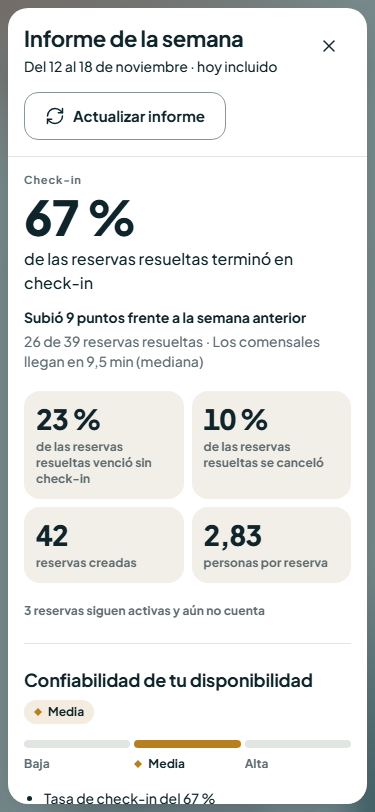 Informe de la semana
Del 12 al 18 de noviembre · hoy incluido
Actualizar informe
Check-in
67 %
de las reservas resueltas terminó en
check-in
Subió 9 puntos frente a la semana anterior
26 de 39 reservas resueltas · Los comensales
llegan en 9,5 min (mediana)
23 %
de las reservas
resueltas venció sin
check-in
10 %
de las reservas
resueltas se canceló
42
reservas creadas
2,83
personas por reserva
3 reservas siguen activas y aún no cuenta
Confiabilidad de tu disponibilidad
Media
Baja
Media
Alta
Tasa de check-in del 67 %